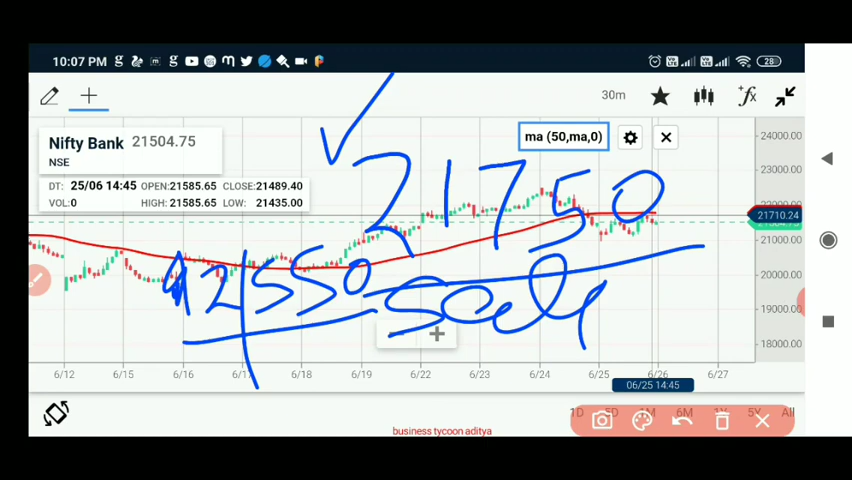 10:07 PM
28
30m
ma (50,ma,0)
Nifty Bank 21504.75
NSE
DT: 25/06 14:45 OPEN:21585.65 CLOSE:21489.40
VOL:0 HIGH: 21585.65 LOW: 21435.00
24000.00
23000.00
21710.24
21000.00
20000.00
19000.00
18000.00
21750
6/12 6/15 6/16 6/17 6/18 6/19 6/22 6/23 6/24 6/25 6/26 6/27
06/25 14:45
1D 5D 1M 6M 1Y 5Y All
business tycoon aditya